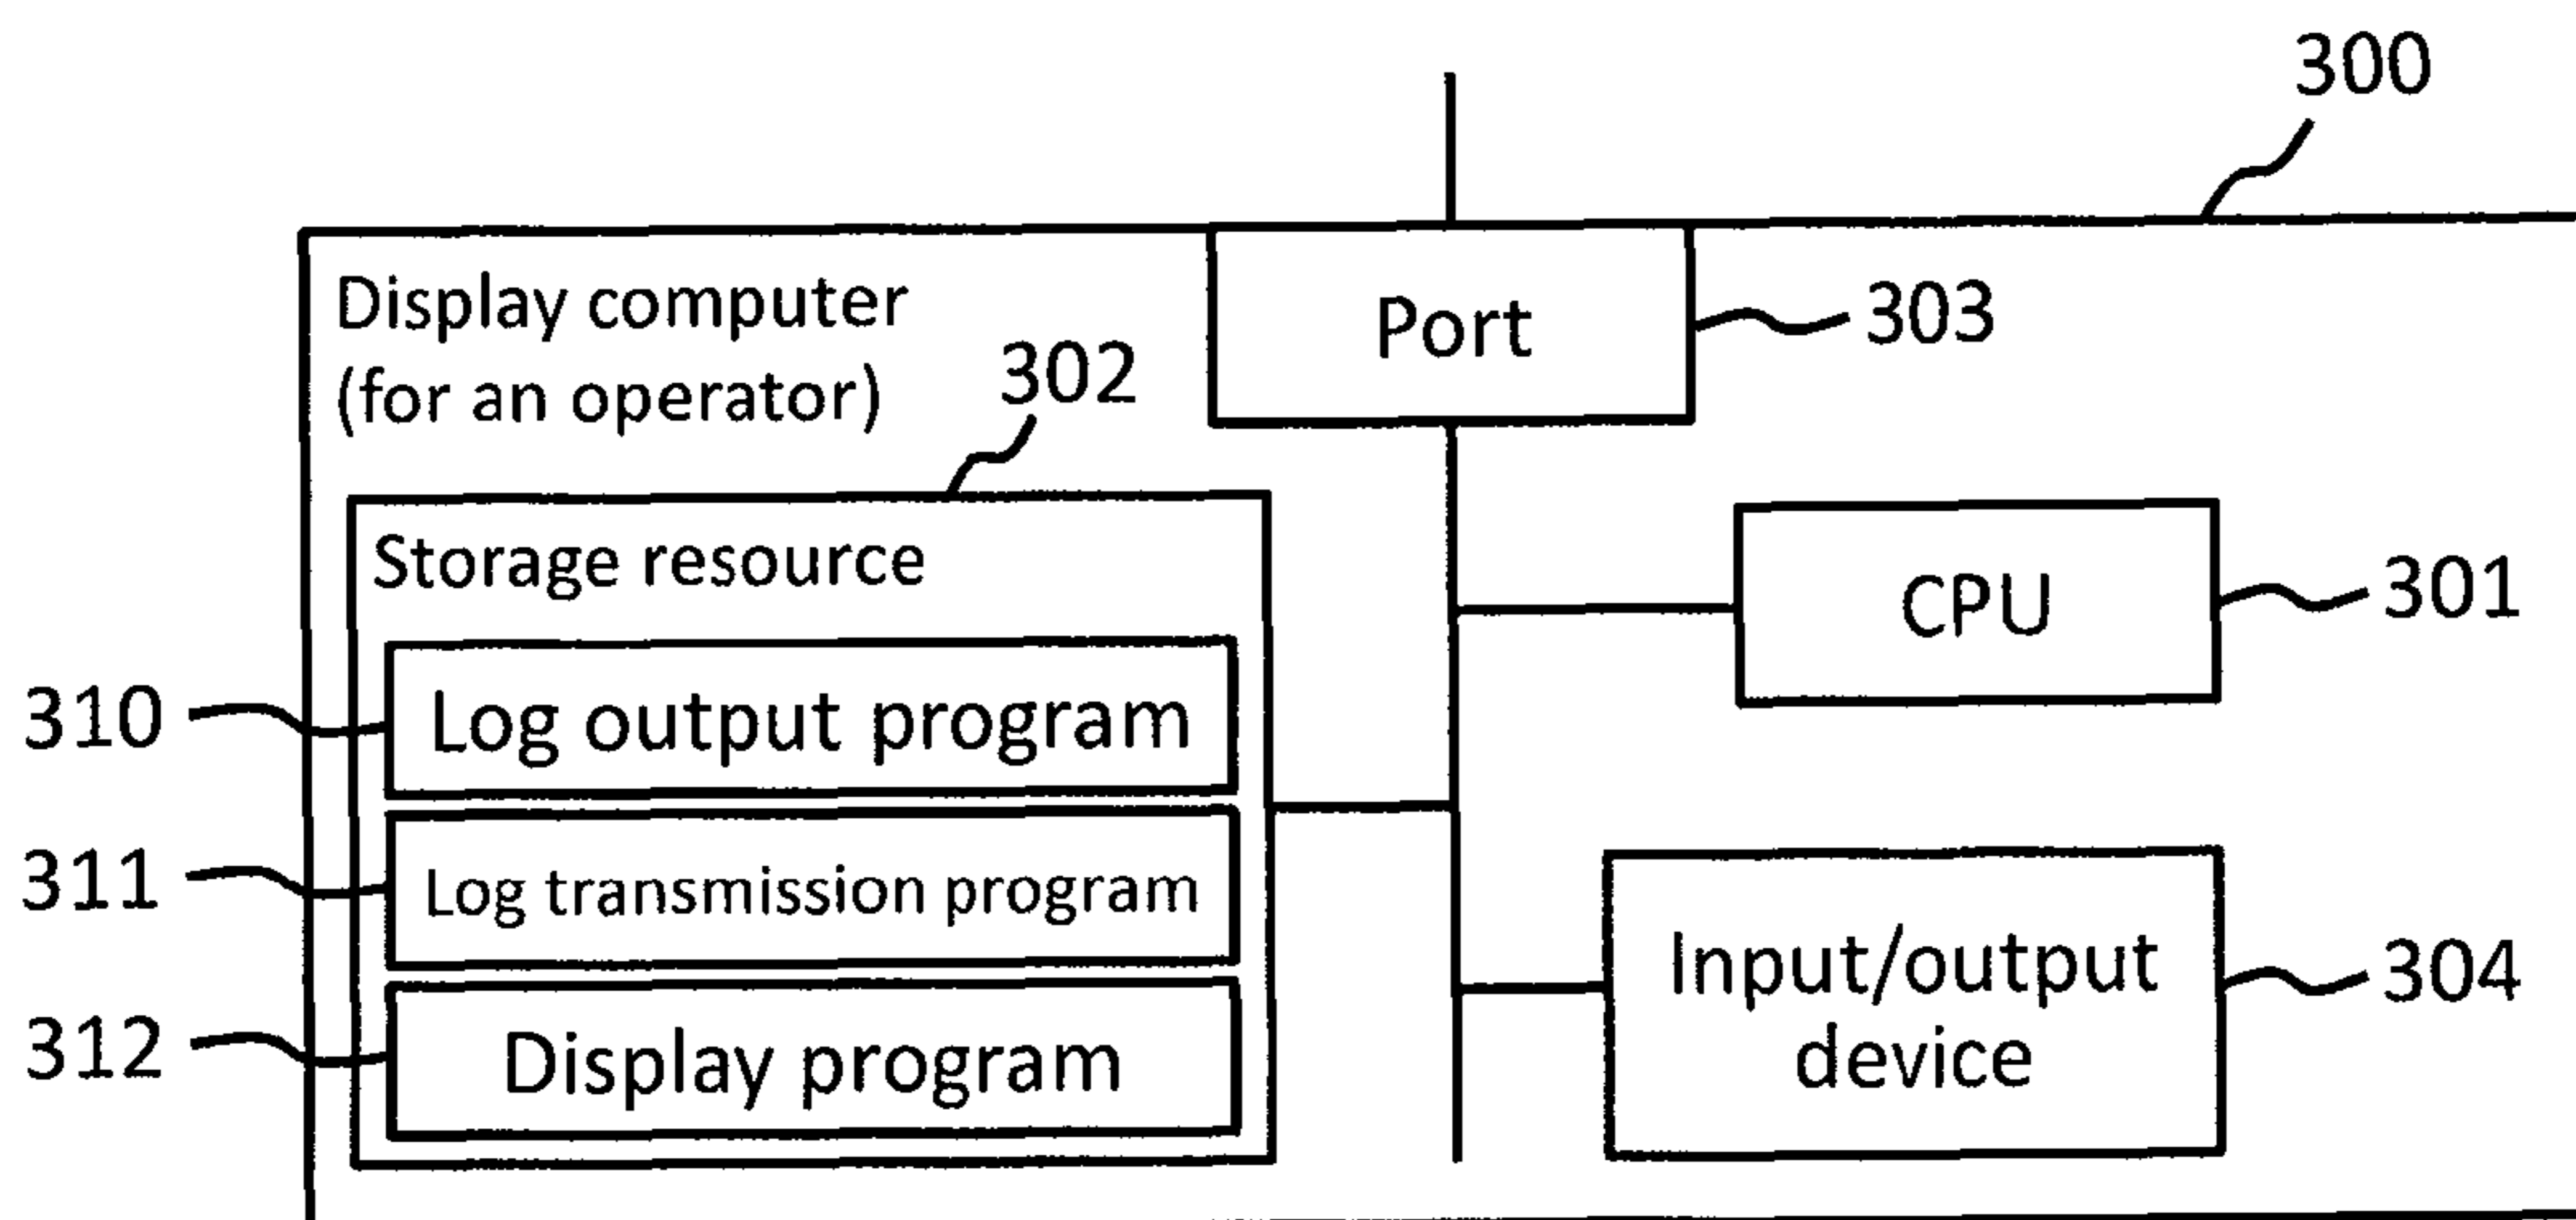 300
Display computer
(for an operator)
Port
303
302
Storage resource
CPU
301
310
Log output program
311
Log transmission program
312
Display program
Input/output
device
304